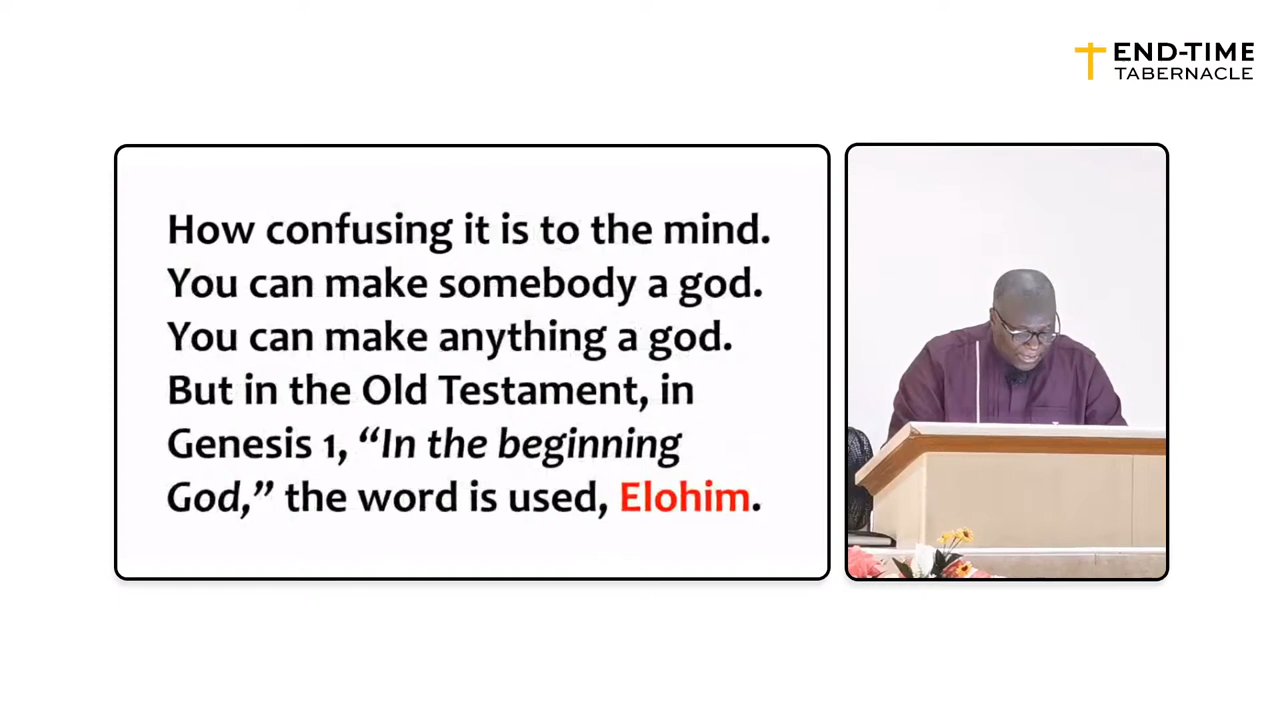 END-TIME
TABERNACLE
How confusing it is to the mind.
You can make somebody a god.
You can make anything a god.
But in the Old Testament, in
Genesis 1, “In the beginning
God,” the word is used, Elohim.